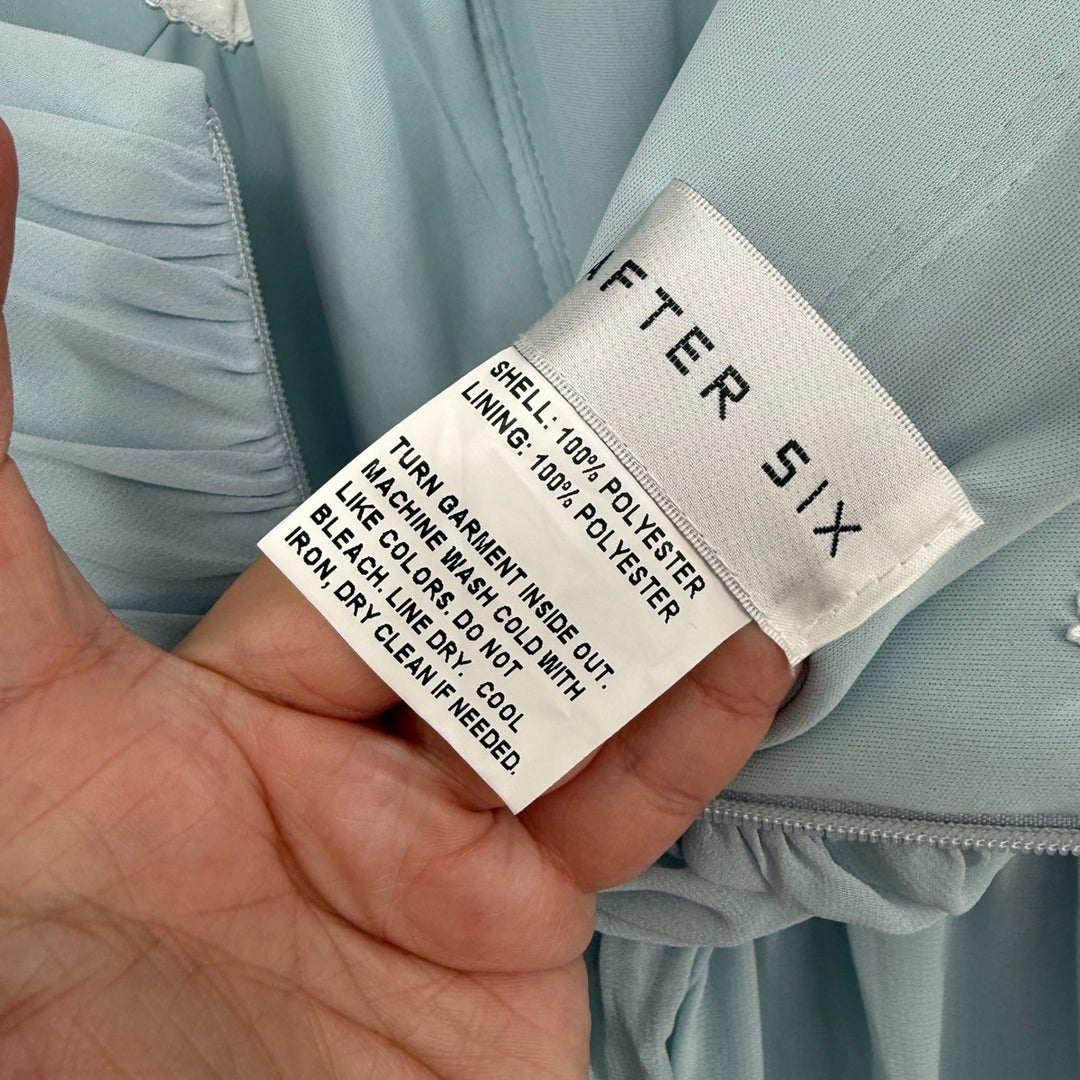 AFTER SIX
SHELL: 100% POLYESTER
LINING: 100% POLYESTER
TURN GARMENT INSIDE OUT.
MACHINE WASH COLD WITH
LIKE COLORS. DO NOT
BLEACH. LINE DRY. COOL
IRON, DRY CLEAN IF NEEDED.